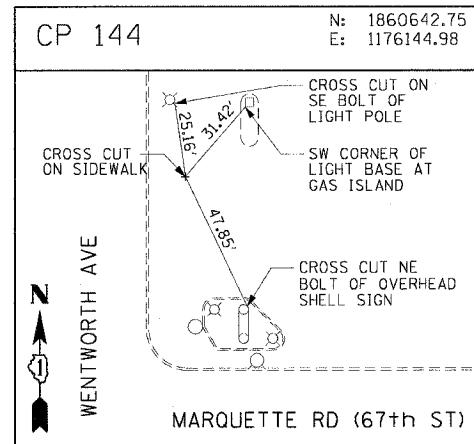 CP 144
N: 1860642.75
E: 1176144.98
CROSS CUT ON
SE BOLT OF
LIGHT POLE
25.16'
31.42'
CROSS CUT
ON SIDEWALK
SW CORNER OF
LIGHT BASE AT
GAS ISLAND
47.85'
CROSS CUT NE
BOLT OF OVERHEAD
SHELL SIGN
N
1
WENTWORTH AVE
MARQUETTE RD (67th ST)